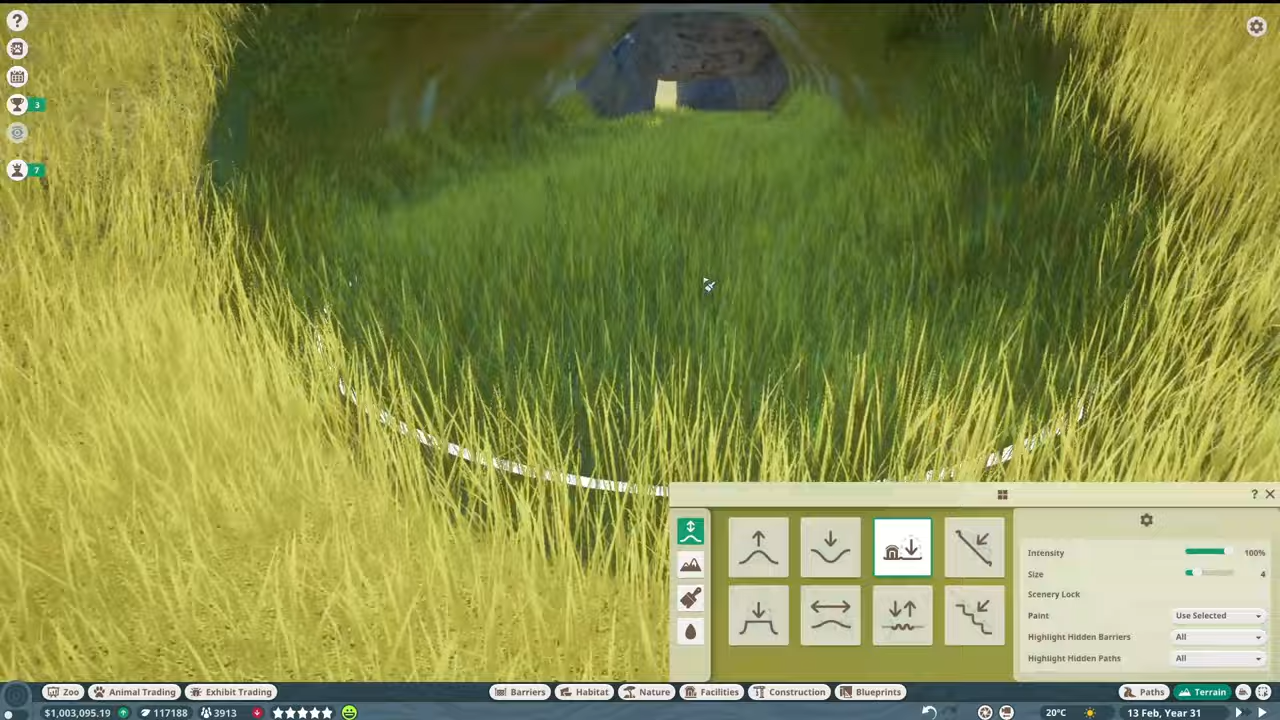 ?
3
7
? ✕
Intensity 100%
Size 4
Scenery Lock
Paint Use Selected
Highlight Hidden Barriers All
Highlight Hidden Paths All
Zoo Animal Trading Exhibit Trading Barriers Habitat Nature Facilities Construction Blueprints Paths Terrain
$1,003,095.19 117188 3913 20°C 13 Feb, Year 31